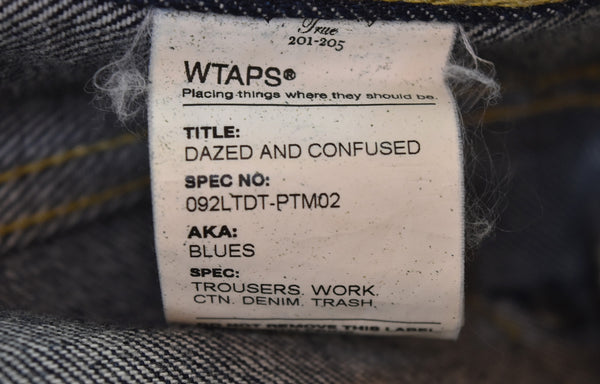 True
201-205
WTAPS®
Placing things where they should be.
TITLE:
DAZED AND CONFUSED
SPEC NO:
092LTDT-PTM02
AKA:
BLUES
SPEC:
TROUSERS. WORK.
CTN. DENIM. TRASH.
DO NOT REMOVE THIS LABEL